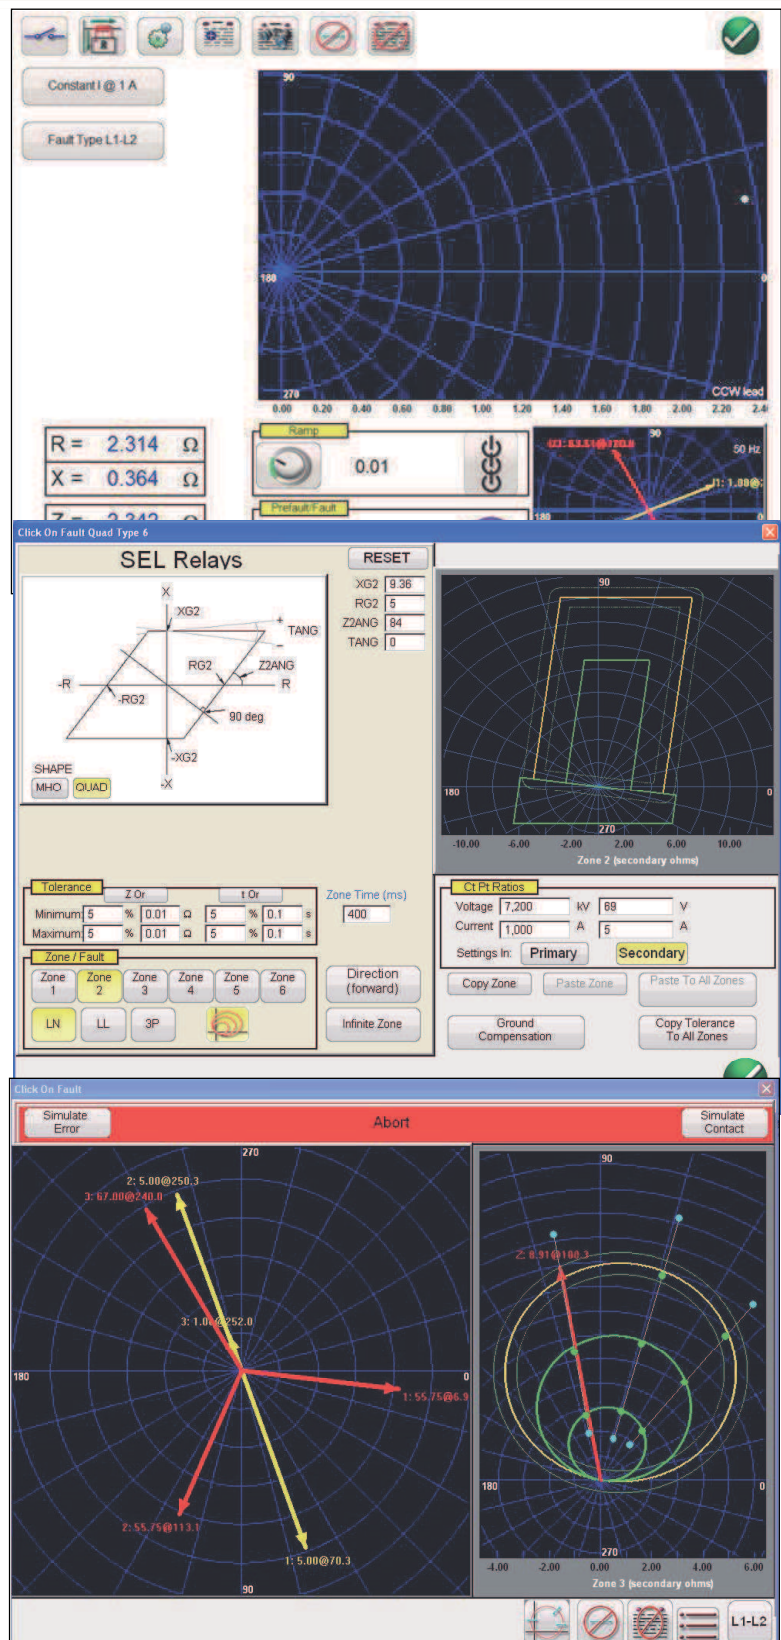 Constant I @ 1 A
Fault Type L1-L2
90
180
0
270
CCW lead
0.00 0.20 0.40 0.60 0.80 1.00 1.20 1.40 1.60 1.80 2.00 2.20 2.4
R = 2.314 Ω
X = 0.364 Ω
Ramp
0.01
Prefault/Fault
90
50 Hz
180
0
Click On Fault Quad Type 6
SEL Relays
RESET
XG2 9.36
RG2 5
Z2ANG 84
TANG 0
X
XG2
+
TANG
−
RG2
Z2ANG
-R
R
-RG2
90 deg
-XG2
-X
SHAPE
MHO QUAD
90
180
0
270
-10.00 -6.00 -2.00 2.00 6.00 10.00
Zone 2 (secondary ohms)
Tolerance
Z Or
t Or
Minimum: 5 % 0.01 Ω 5 % 0.1 s
Maximum: 5 % 0.01 Ω 5 % 0.1 s
Zone Time (ms)
400
Zone / Fault
Zone 1
Zone 2
Zone 3
Zone 4
Zone 5
Zone 6
LN LL 3P
Direction
(forward)
Infinite Zone
Ct Pt Ratios
Voltage 7,200 kV 69 V
Current 1,000 A 5 A
Settings In: Primary Secondary
Copy Zone
Paste Zone
Paste To All Zones
Ground
Compensation
Copy Tolerance
To All Zones
Click On Fault
Simulate
Error
Abort
Simulate
Contact
270
2: 5.00@250.3
3: 67.00@240.0
180
0
1: 55.75@6.9
2: 55.75@113.1
1: 5.00@70.3
90
90
180
0
270
-4.00 -2.00 0.00 2.00 4.00 6.00
Zone 3 (secondary ohms)
L1-L2